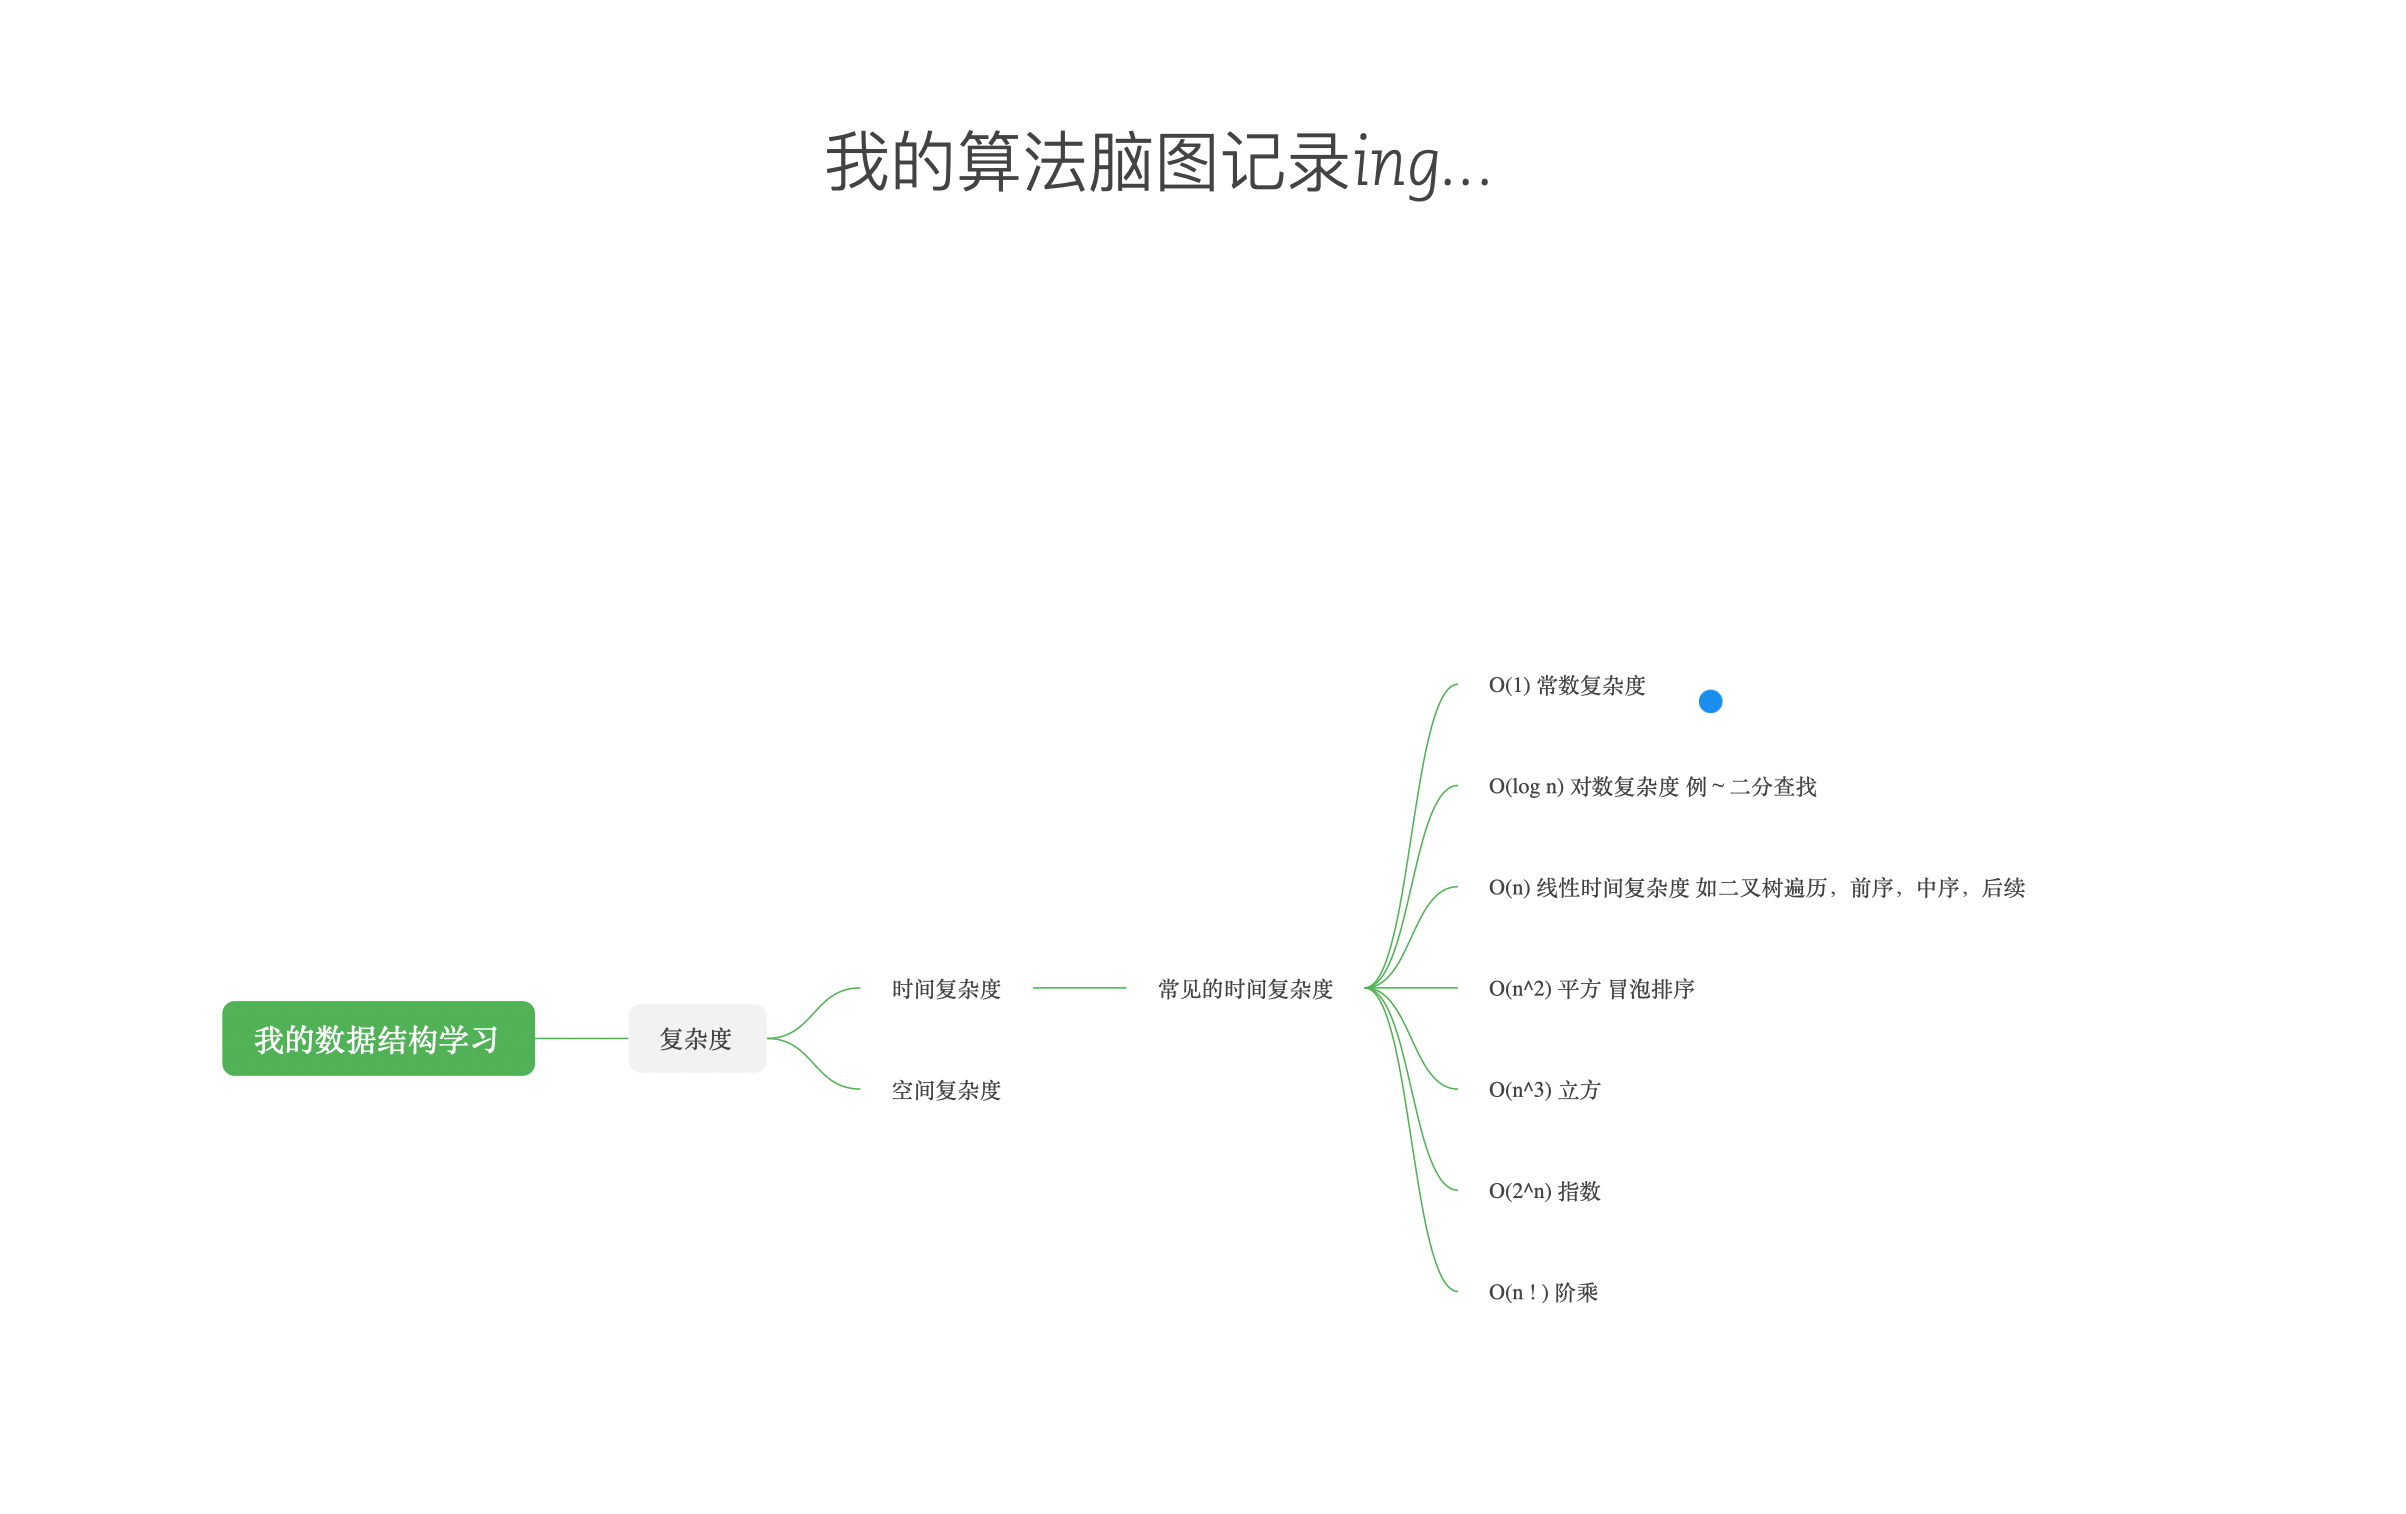 我的算法脑图记录ing...
我的数据结构学习
复杂度
时间复杂度
空间复杂度
常见的时间复杂度
O(1) 常数复杂度
O(log n) 对数复杂度 例 ~ 二分查找
O(n) 线性时间复杂度 如二叉树遍历，前序，中序，后续
O(n^2) 平方 冒泡排序
O(n^3) 立方
O(2^n) 指数
O(n！) 阶乘